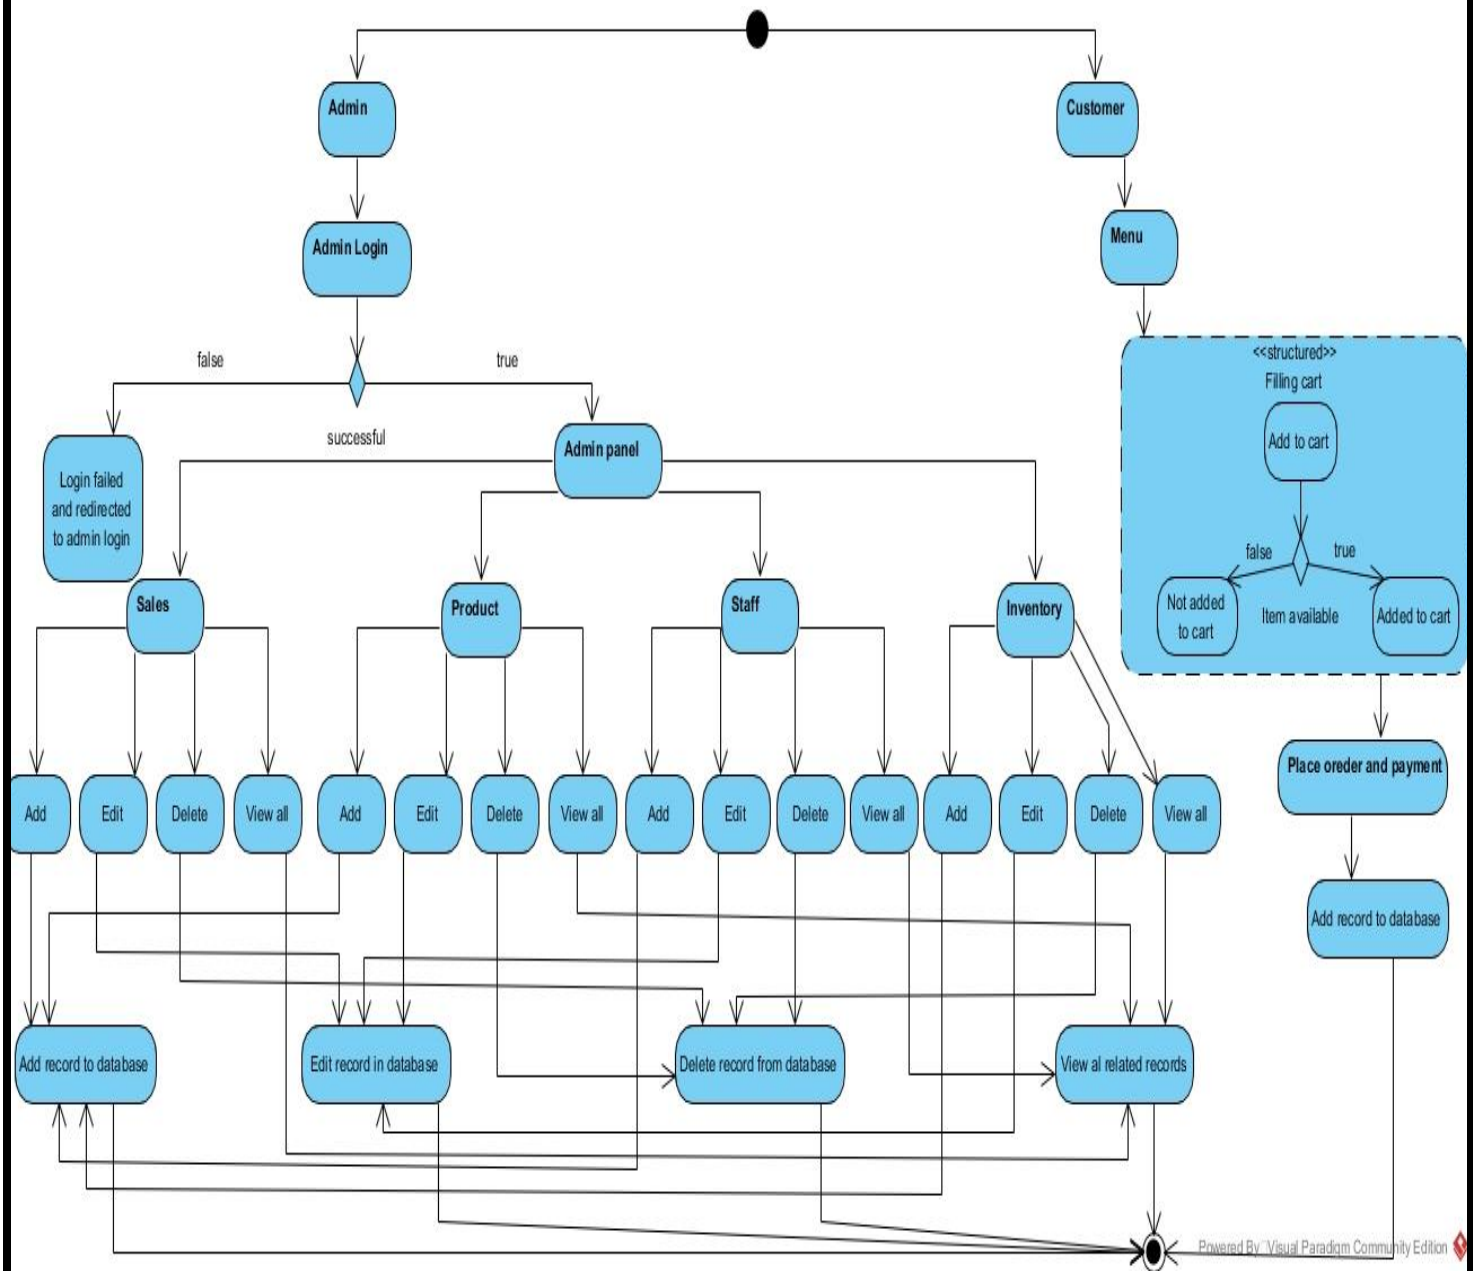 Admin
Customer
Admin Login
Menu
false
true
successful
Login failed
and redirected
to admin login
Admin panel
<<structured>>
Filling cart
Add to cart
false
true
Item available
Not added
to cart
Added to cart
Sales
Product
Staff
Inventory
Add
Edit
Delete
View all
Add
Edit
Delete
View all
Add
Edit
Delete
View all
Add
Edit
Delete
View all
Place oreder and payment
Add record to database
Add record to database
Edit record in database
Delete record from database
View al related records
Powered By Visual Paradigm Community Edition